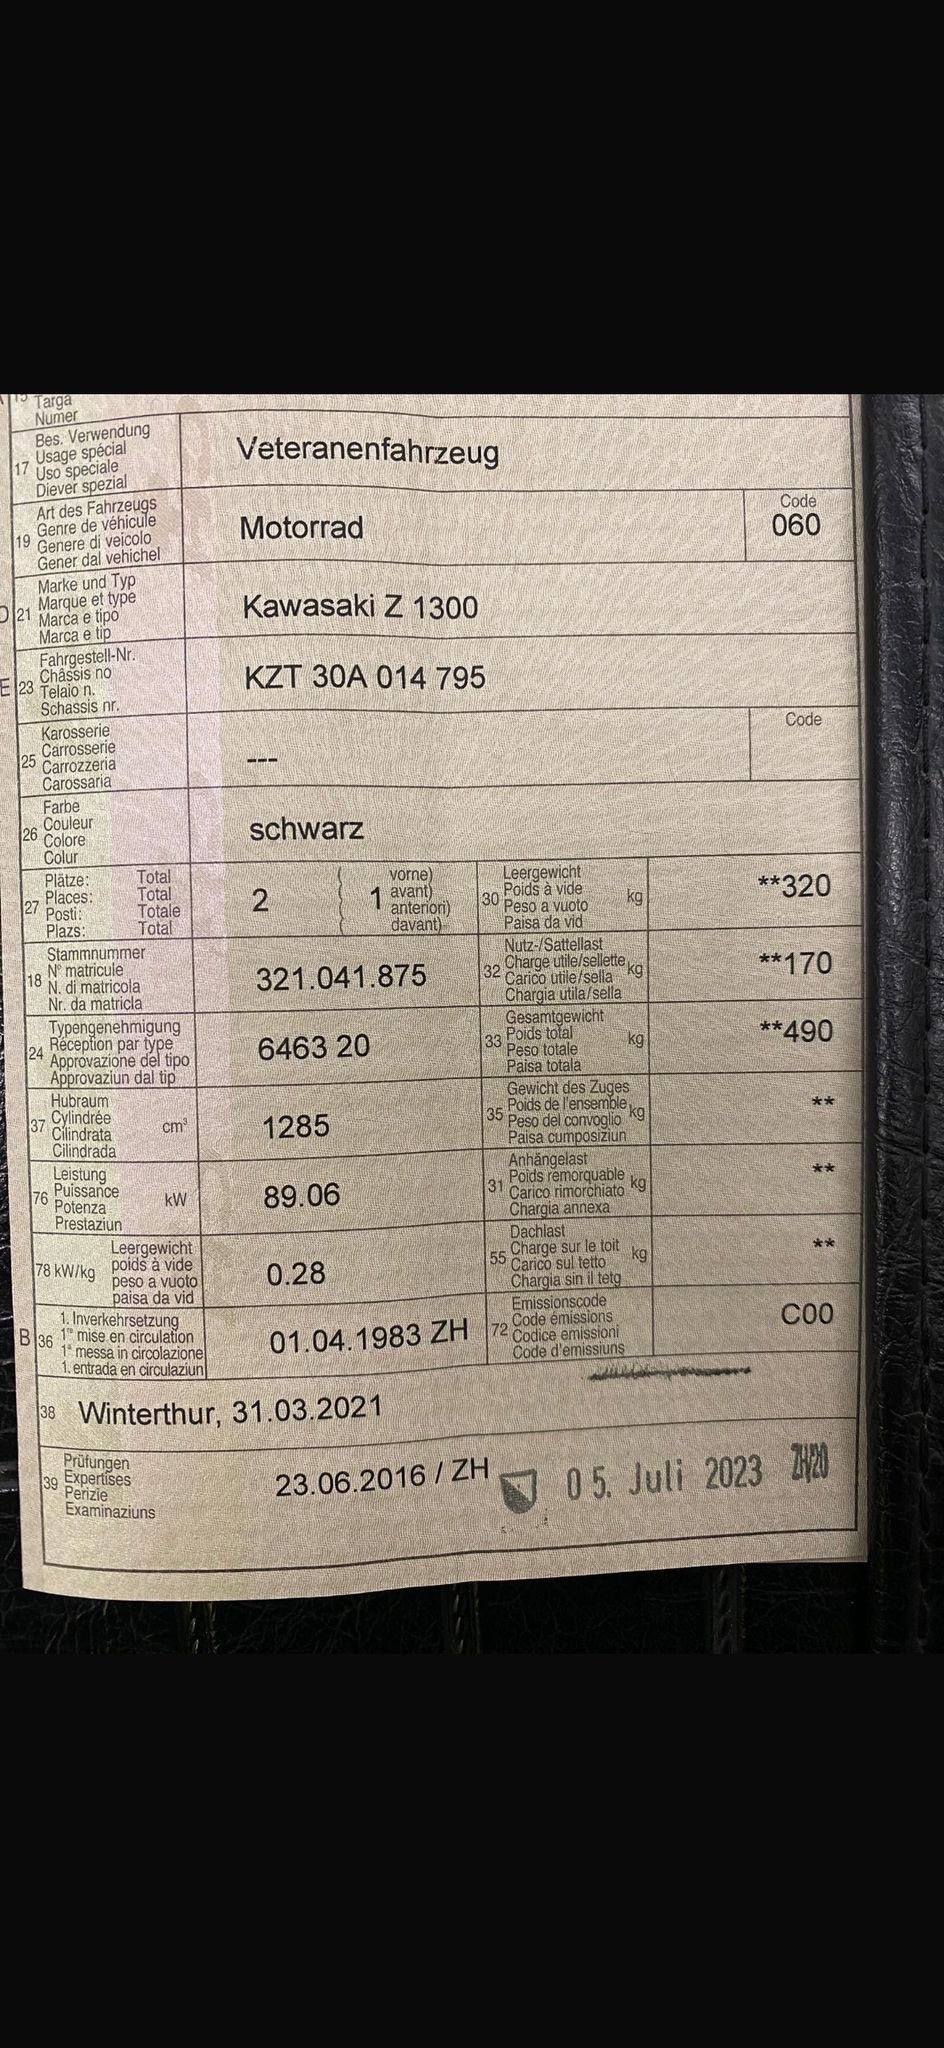 15 Targa
Numer
Bes. Verwendung
17 Usage spécial
Uso speciale
Diever spezial
Veteranenfahrzeug
Art des Fahrzeugs
Genre de véhicule
19 Genere di veicolo
Gener dal vehichel
Motorrad
Code
060
Marke und Typ
D 21 Marque et type
Marca e tipo
Marca e tip
Kawasaki Z 1300
Fahrgestell-Nr.
Châssis no
E 23 Telaio n.
Schassis nr.
KZT 30A 014 795
Karosserie
Carrosserie
25 Carrozzeria
Carossaria
---
Code
Farbe
Couleur
26 Colore
Colur
schwarz
Plätze: Total
Places: Total
27 Posti: Totale
Plazs: Total
2
1
vorne)
avant)
anteriori)
davant)
Leergewicht
30 Poids à vide kg
Peso a vuoto
Paisa da vid
**320
Stammnummer
18 N° matricule
N. di matricola
Nr. da matricla
321.041.875
Nutz-/Sattellast
32 Charge utile/sellette kg
Carico utile/sella
Chargia utila/sella
**170
Typengenehmigung
24 Réception par type
Approvazione del tipo
Approvaziun dal tip
6463 20
Gesamtgewicht
33 Poids total kg
Peso totale
Paisa totala
**490
Hubraum
37 Cylindrée cm³
Cilindrata
Cilindrada
1285
Gewicht des Zuges
35 Poids de l'ensemble kg
Peso del convoglio
Paisa cumposiziun
**
Leistung
76 Puissance kW
Potenza
Prestaziun
89.06
Anhängelast
31 Poids remorquable kg
Carico rimorchiato
Chargia annexa
**
Leergewicht
78 kW/kg poids à vide
peso a vuoto
paisa da vid
0.28
Dachlast
55 Charge sur le toit kg
Carico sul tetto
Chargia sin il tetg
**
1. Inverkehrsetzung
B 36 1re mise en circulation
1a messa in circolazione
1. entrada en circulaziun
01.04.1983 ZH
Emissionscode
72 Code émissions
Codice emissioni
Code d'emissiuns
C00
38 Winterthur, 31.03.2021
Prüfungen
39 Expertises
Perizie
Examinaziuns
23.06.2016 / ZH
05. Juli 2023 ZH20